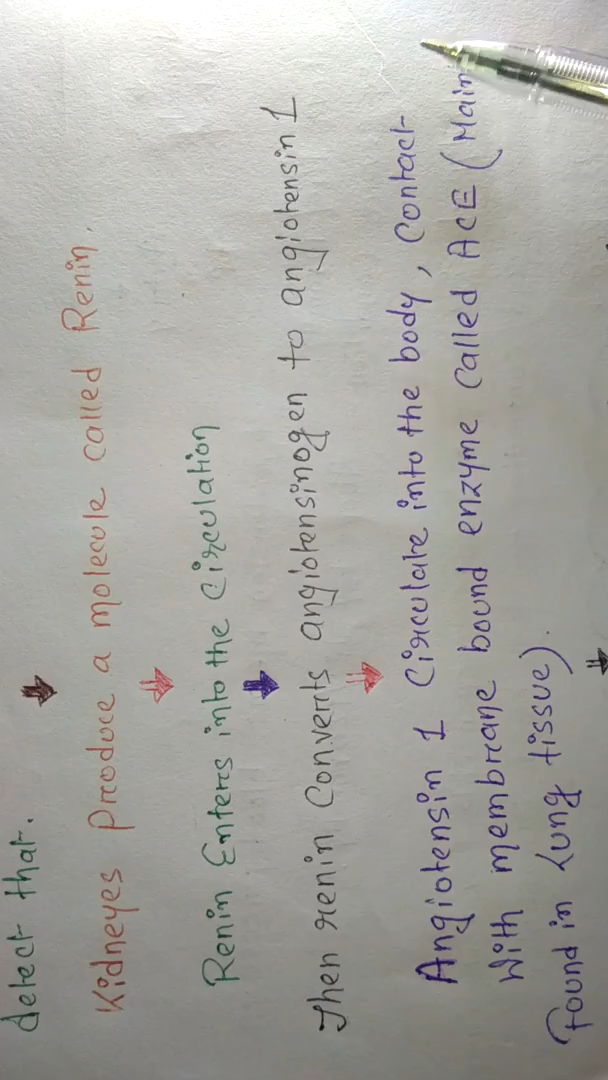 detect that.
Kidneyes produce a molecule called Renin.
Renin Enters into the circulation
Then renin converts angiotensinogen to angiotensin 1
Angiotensin 1 circulate into the body, contact
with membrane bound enzyme called ACE (Main
found in lung tissue).